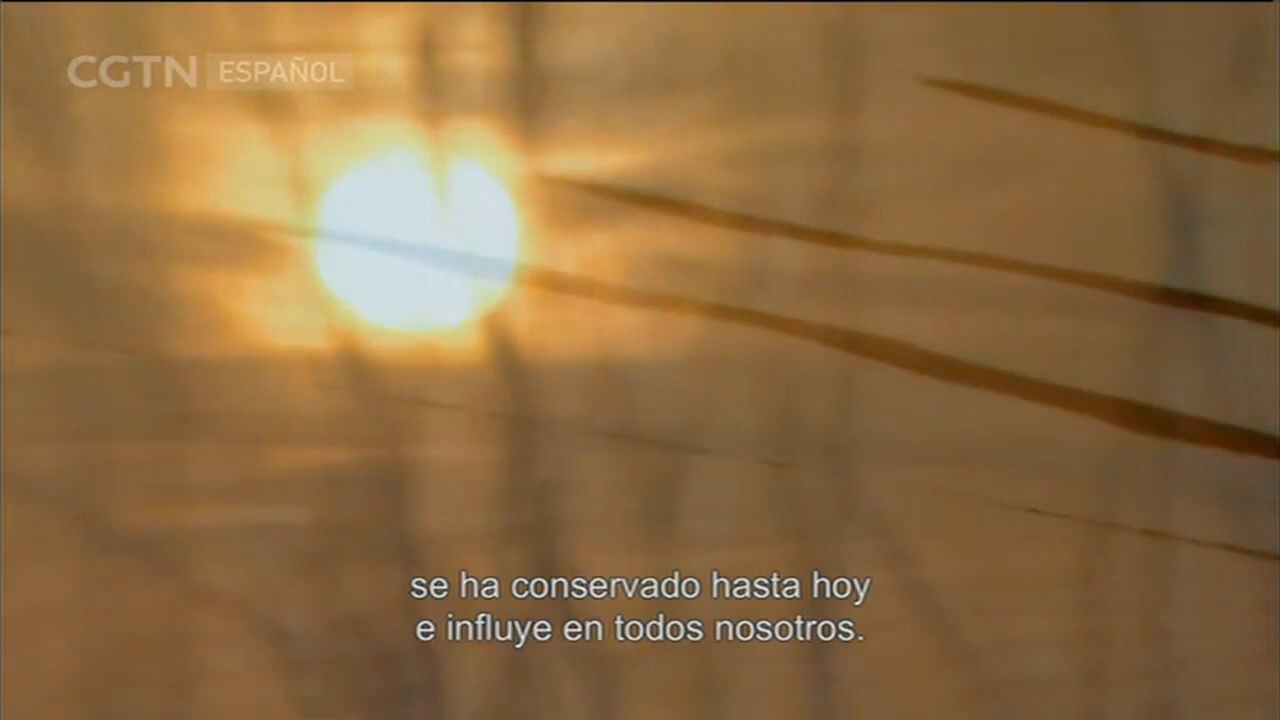 CGTN ESPAÑOL
se ha conservado hasta hoy
e influye en todos nosotros.